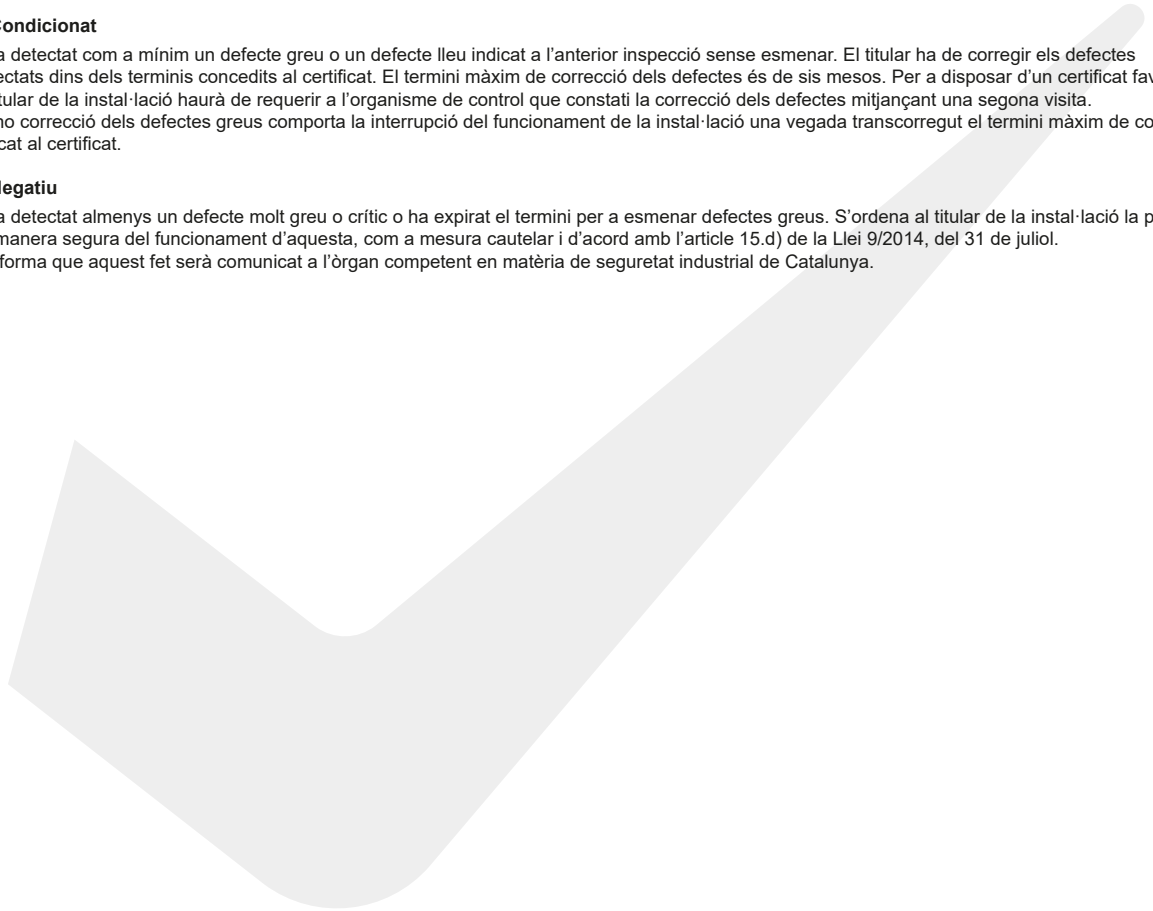 Condicionat
a detectat com a mínim un defecte greu o un defecte lleu indicat a l’anterior inspecció sense esmenar. El titular ha de corregir els defectes
ectats dins dels terminis concedits al certificat. El termini màxim de correcció dels defectes és de sis mesos. Per a disposar d’un certificat fav
tular de la instal·lació haurà de requerir a l’organisme de control que constati la correcció dels defectes mitjançant una segona visita.
no correcció dels defectes greus comporta la interrupció del funcionament de la instal·lació una vegada transcorregut el termini màxim de co
cat al certificat.
Negatiu
a detectat almenys un defecte molt greu o crític o ha expirat el termini per a esmenar defectes greus. S’ordena al titular de la instal·lació la p
manera segura del funcionament d’aquesta, com a mesura cautelar i d’acord amb l’article 15.d) de la Llei 9/2014, del 31 de juliol.
forma que aquest fet serà comunicat a l’òrgan competent en matèria de seguretat industrial de Catalunya.